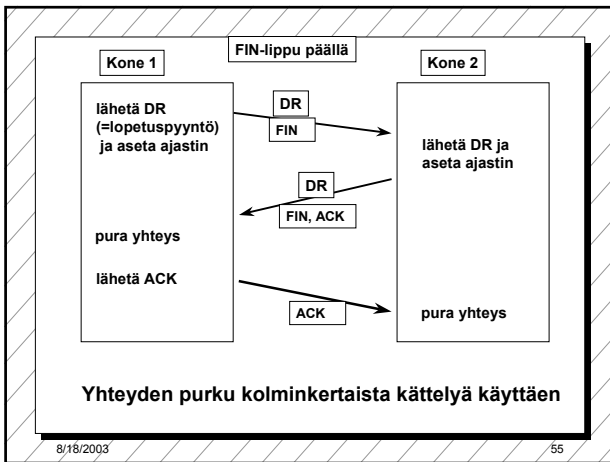 FIN-lippu päällä
Kone 1
Kone 2
lähetä DR
(=lopetuspyyntö)
ja aseta ajastin
DR
FIN
lähetä DR ja
aseta ajastin
DR
FIN, ACK
pura yhteys
lähetä ACK
ACK
pura yhteys
Yhteyden purku kolminkertaista kättelyä käyttäen
8/18/2003
55